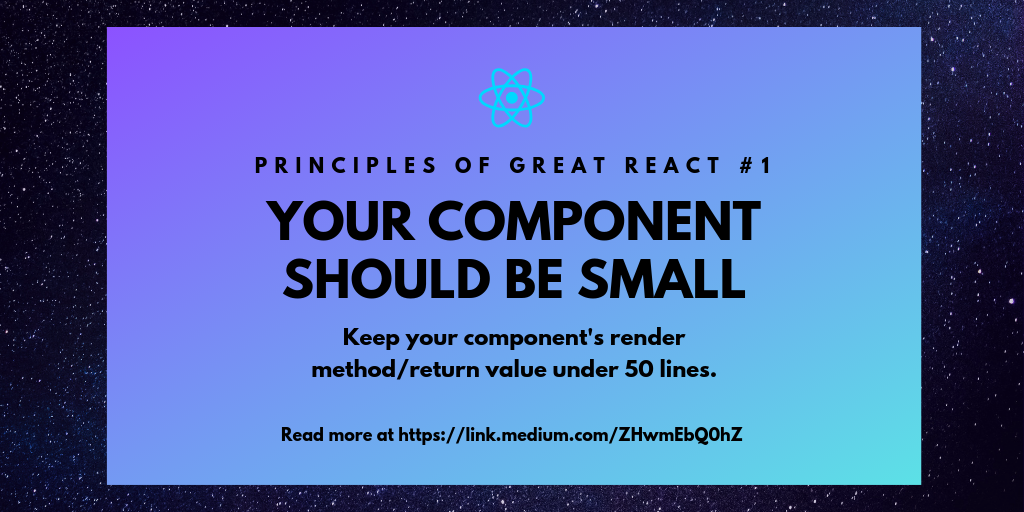 PRINCIPLES OF GREAT REACT #1
YOUR COMPONENT
SHOULD BE SMALL
Keep your component's render
method/return value under 50 lines.
Read more at https://link.medium.com/ZHwmEbQ0hZ